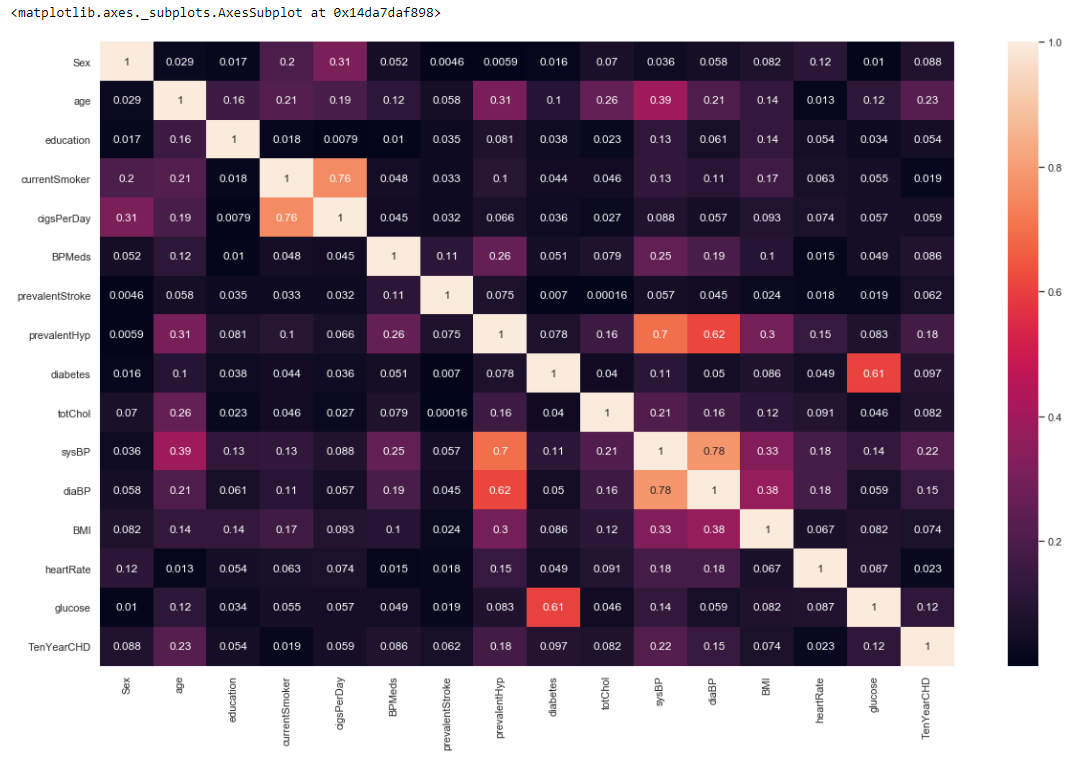 <matplotlib.axes._subplots.AxesSubplot at 0x14da7daf898>
Sex 1 0.029 0.017 0.2 0.31 0.052 0.0046 0.0059 0.016 0.07 0.036 0.058 0.082 0.12 0.01 0.088
age 0.029 1 0.16 0.21 0.19 0.12 0.058 0.31 0.1 0.26 0.39 0.21 0.14 0.013 0.12 0.23
education 0.017 0.16 1 0.018 0.0079 0.01 0.035 0.081 0.038 0.023 0.13 0.061 0.14 0.054 0.034 0.054
currentSmoker 0.2 0.21 0.018 1 0.76 0.048 0.033 0.1 0.044 0.046 0.13 0.11 0.17 0.063 0.055 0.019
cigsPerDay 0.31 0.19 0.0079 0.76 1 0.045 0.032 0.066 0.036 0.027 0.088 0.057 0.093 0.074 0.057 0.059
BPMeds 0.052 0.12 0.01 0.048 0.045 1 0.11 0.26 0.051 0.079 0.25 0.19 0.1 0.015 0.049 0.086
prevalentStroke 0.0046 0.058 0.035 0.033 0.032 0.11 1 0.075 0.007 0.00016 0.057 0.045 0.024 0.018 0.019 0.062
prevalentHyp 0.0059 0.31 0.081 0.1 0.066 0.26 0.075 1 0.078 0.16 0.7 0.62 0.3 0.15 0.083 0.18
diabetes 0.016 0.1 0.038 0.044 0.036 0.051 0.007 0.078 1 0.04 0.11 0.05 0.086 0.049 0.61 0.097
totChol 0.07 0.26 0.023 0.046 0.027 0.079 0.00016 0.16 0.04 1 0.21 0.16 0.12 0.091 0.046 0.082
sysBP 0.036 0.39 0.13 0.13 0.088 0.25 0.057 0.7 0.11 0.21 1 0.78 0.33 0.18 0.14 0.22
diaBP 0.058 0.21 0.061 0.11 0.057 0.19 0.045 0.62 0.05 0.16 0.78 1 0.38 0.18 0.059 0.15
BMI 0.082 0.14 0.14 0.17 0.093 0.1 0.024 0.3 0.086 0.12 0.33 0.38 1 0.067 0.082 0.074
heartRate 0.12 0.013 0.054 0.063 0.074 0.015 0.018 0.15 0.049 0.091 0.18 0.18 0.067 1 0.087 0.023
glucose 0.01 0.12 0.034 0.055 0.057 0.049 0.019 0.083 0.61 0.046 0.14 0.059 0.082 0.087 1 0.12
TenYearCHD 0.088 0.23 0.054 0.019 0.059 0.086 0.062 0.18 0.097 0.082 0.22 0.15 0.074 0.023 0.12 1
Sex age education currentSmoker cigsPerDay BPMeds prevalentStroke prevalentHyp diabetes totChol sysBP diaBP BMI heartRate glucose TenYearCHD
1.0
0.8
0.6
0.4
0.2